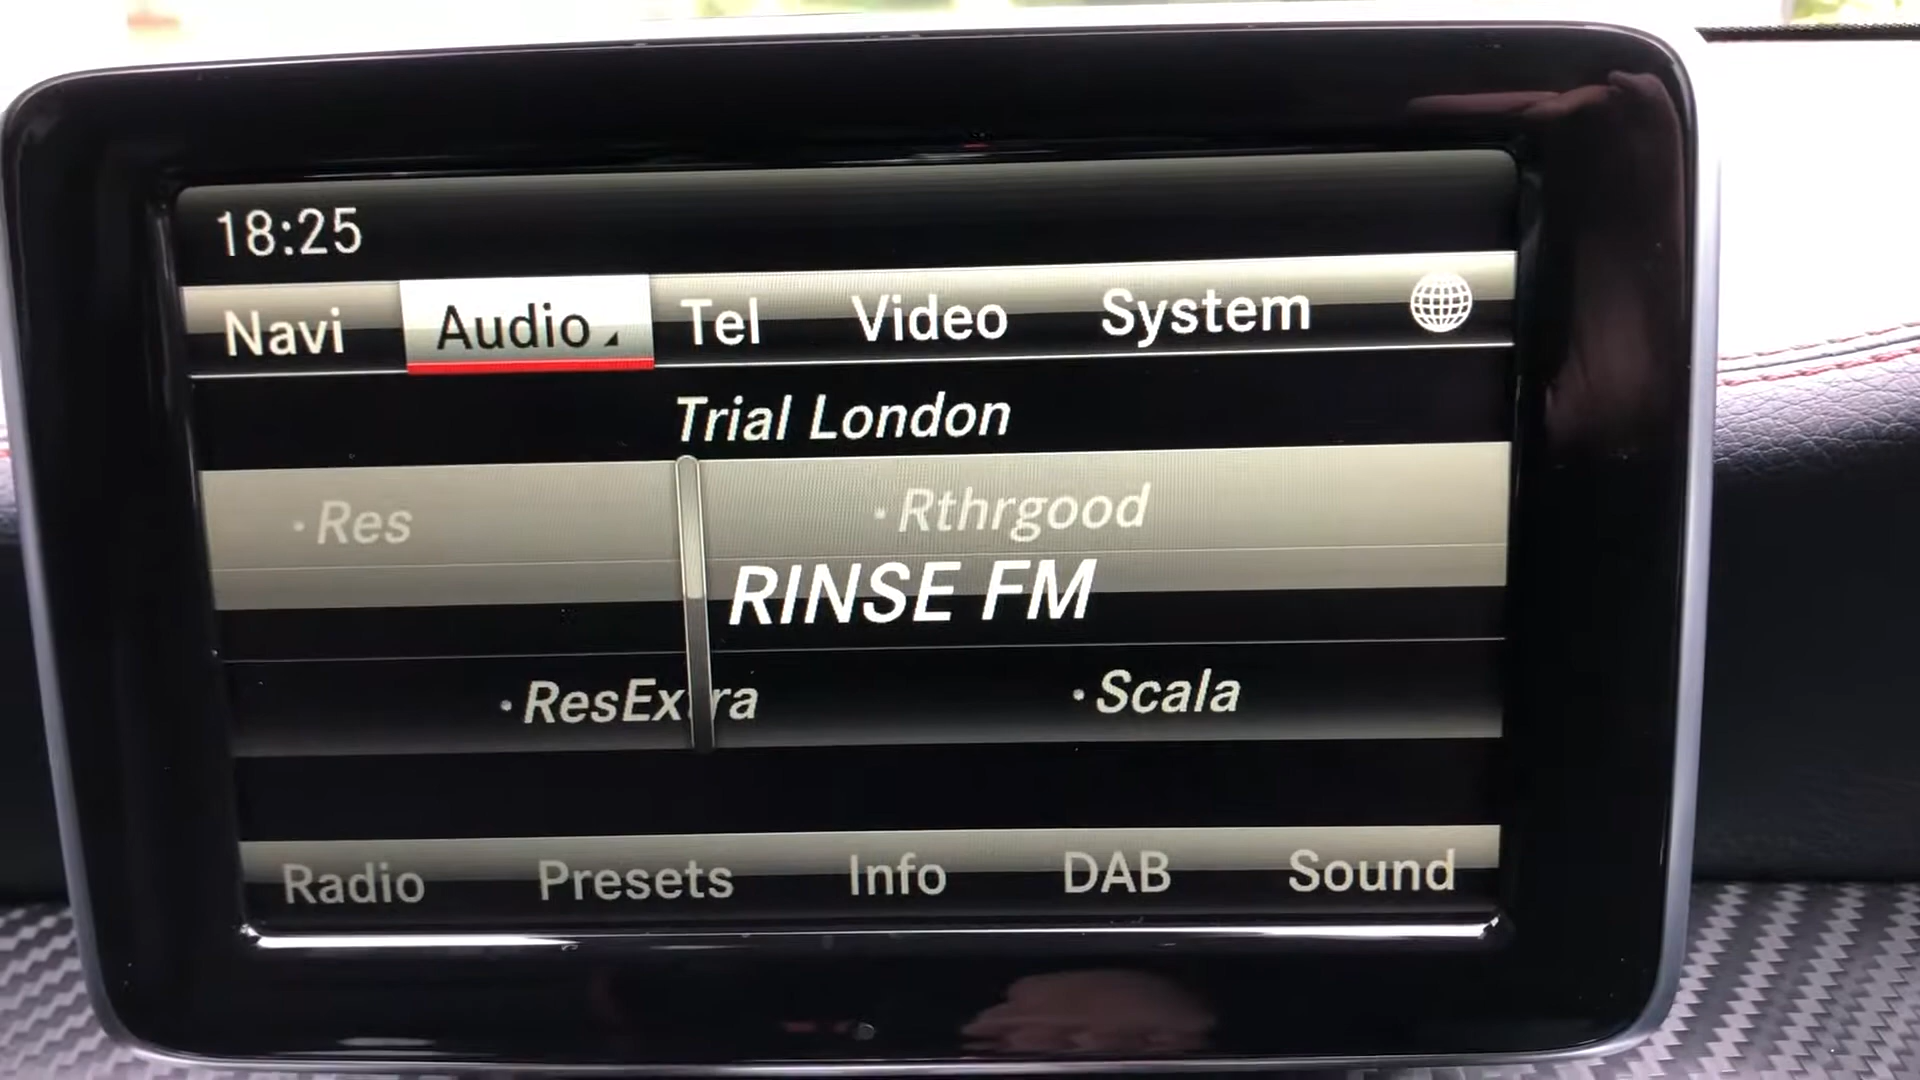 18:25
Navi Audio Tel Video System
Trial London
· Res · Rthrgood
RINSE FM
· ResExtra · Scala
Radio Presets Info DAB Sound